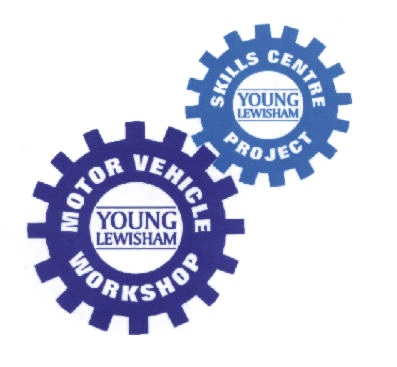 SKILLS CENTRE
YOUNG
LEWISHAM
PROJECT
MOTOR VEHICLE
YOUNG
LEWISHAM
WORKSHOP